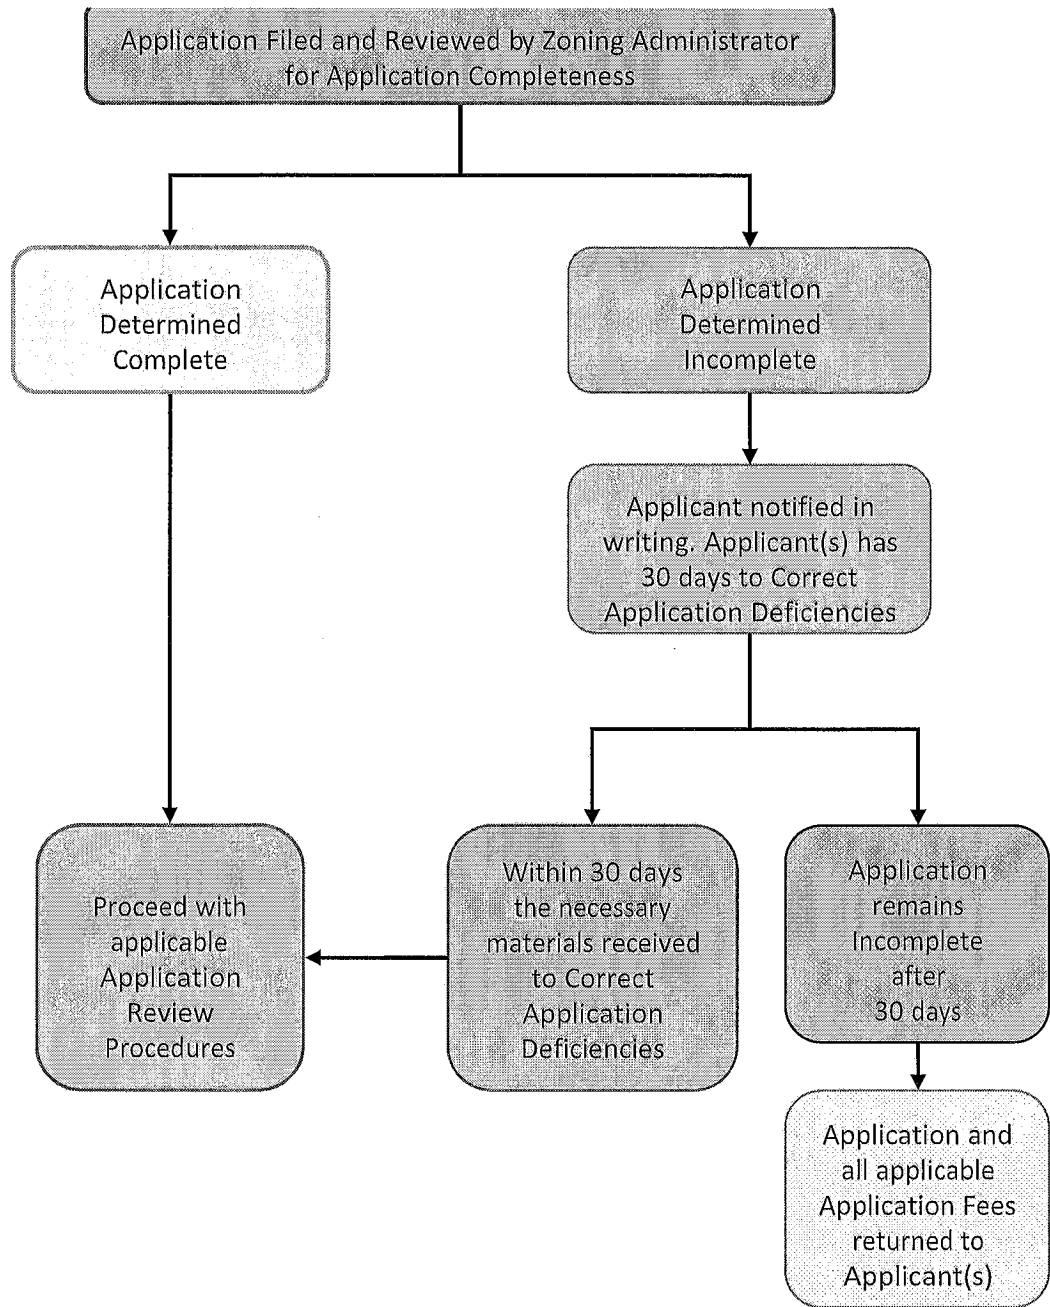 Application Filed and Reviewed by Zoning Administrator
for Application Completeness
Application
Determined
Complete
Application
Determined
Incomplete
Applicant notified in
writing. Applicant(s) has
30 days to Correct
Application Deficiencies
Proceed with
applicable
Application
Review
Procedures
Within 30 days
the necessary
materials received
to Correct
Application
Deficiencies
Application
remains
Incomplete
after
30 days
Application and
all applicable
Application Fees
returned to
Applicant(s)